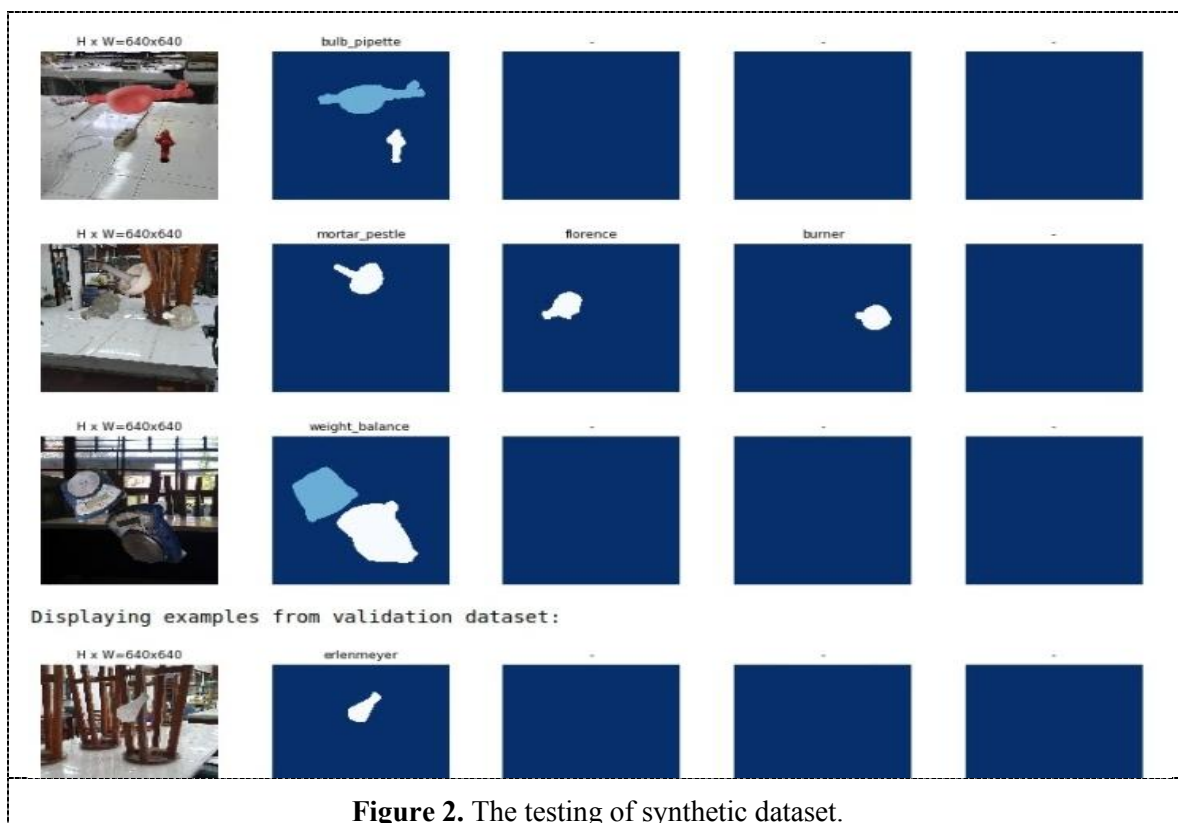 H x W=640x640 bulb_pipette - - -
H x W=640x640 mortar_pestle florence burner -
H x W=640x640 weight_balance - - -
Displaying examples from validation dataset:
H x W=640x640 erlenmeyer - - -
Figure 2. The testing of synthetic dataset.